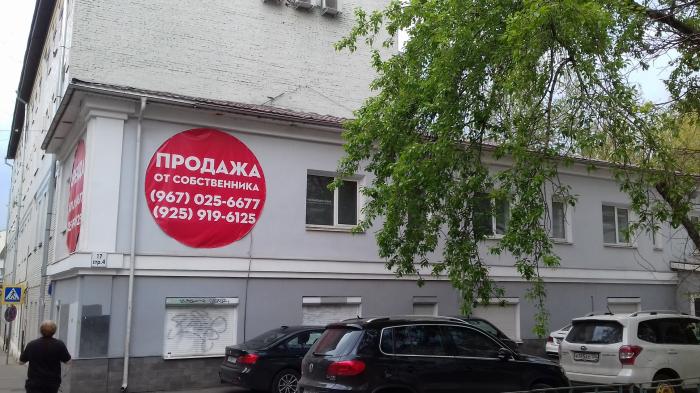 ПРОДАЖА
ОТ СОБСТВЕННИКА
(967) 025-6677
(925) 919-6125
17
стр.4